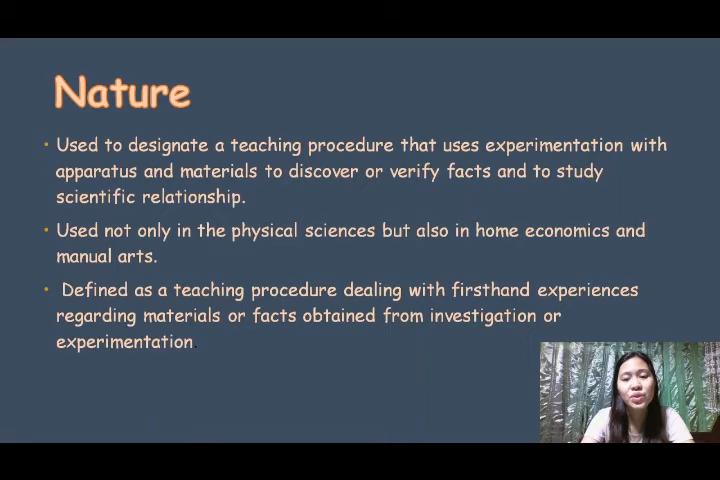 Nature
• Used to designate a teaching procedure that uses experimentation with
apparatus and materials to discover or verify facts and to study
scientific relationship.
• Used not only in the physical sciences but also in home economics and
manual arts.
• Defined as a teaching procedure dealing with firsthand experiences
regarding materials or facts obtained from investigation or
experimentation.